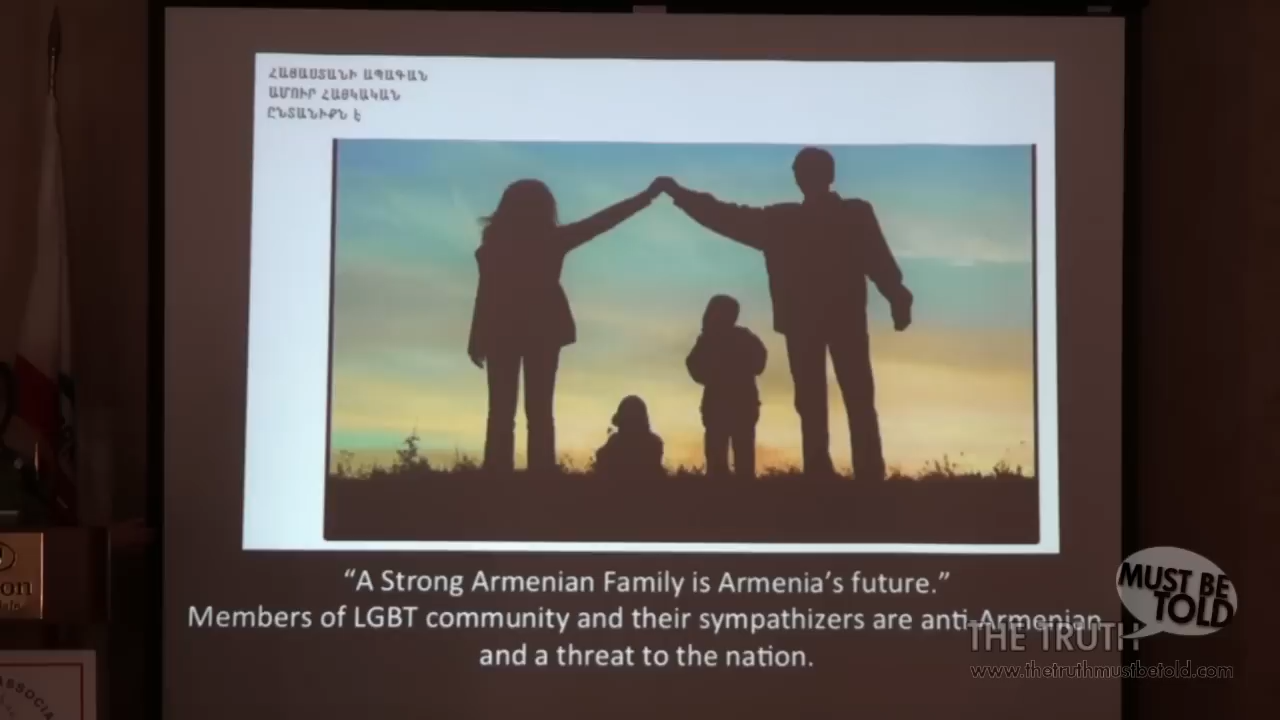 ՀԱՅԱՍՏԱՆԻ ԱՊԱԳԱՆ
ԱՄՈՒՐ ՀԱՅԿԱԿԱՆ
ԸՆՏԱՆԻՔՆ է
“A Strong Armenian Family is Armenia’s future.”
Members of LGBT community and their sympathizers are anti-Armenian
and a threat to the nation.
MUST BE
TOLD
THE TRUTH
www.thetruthmustbetold.com
ASSOCIA